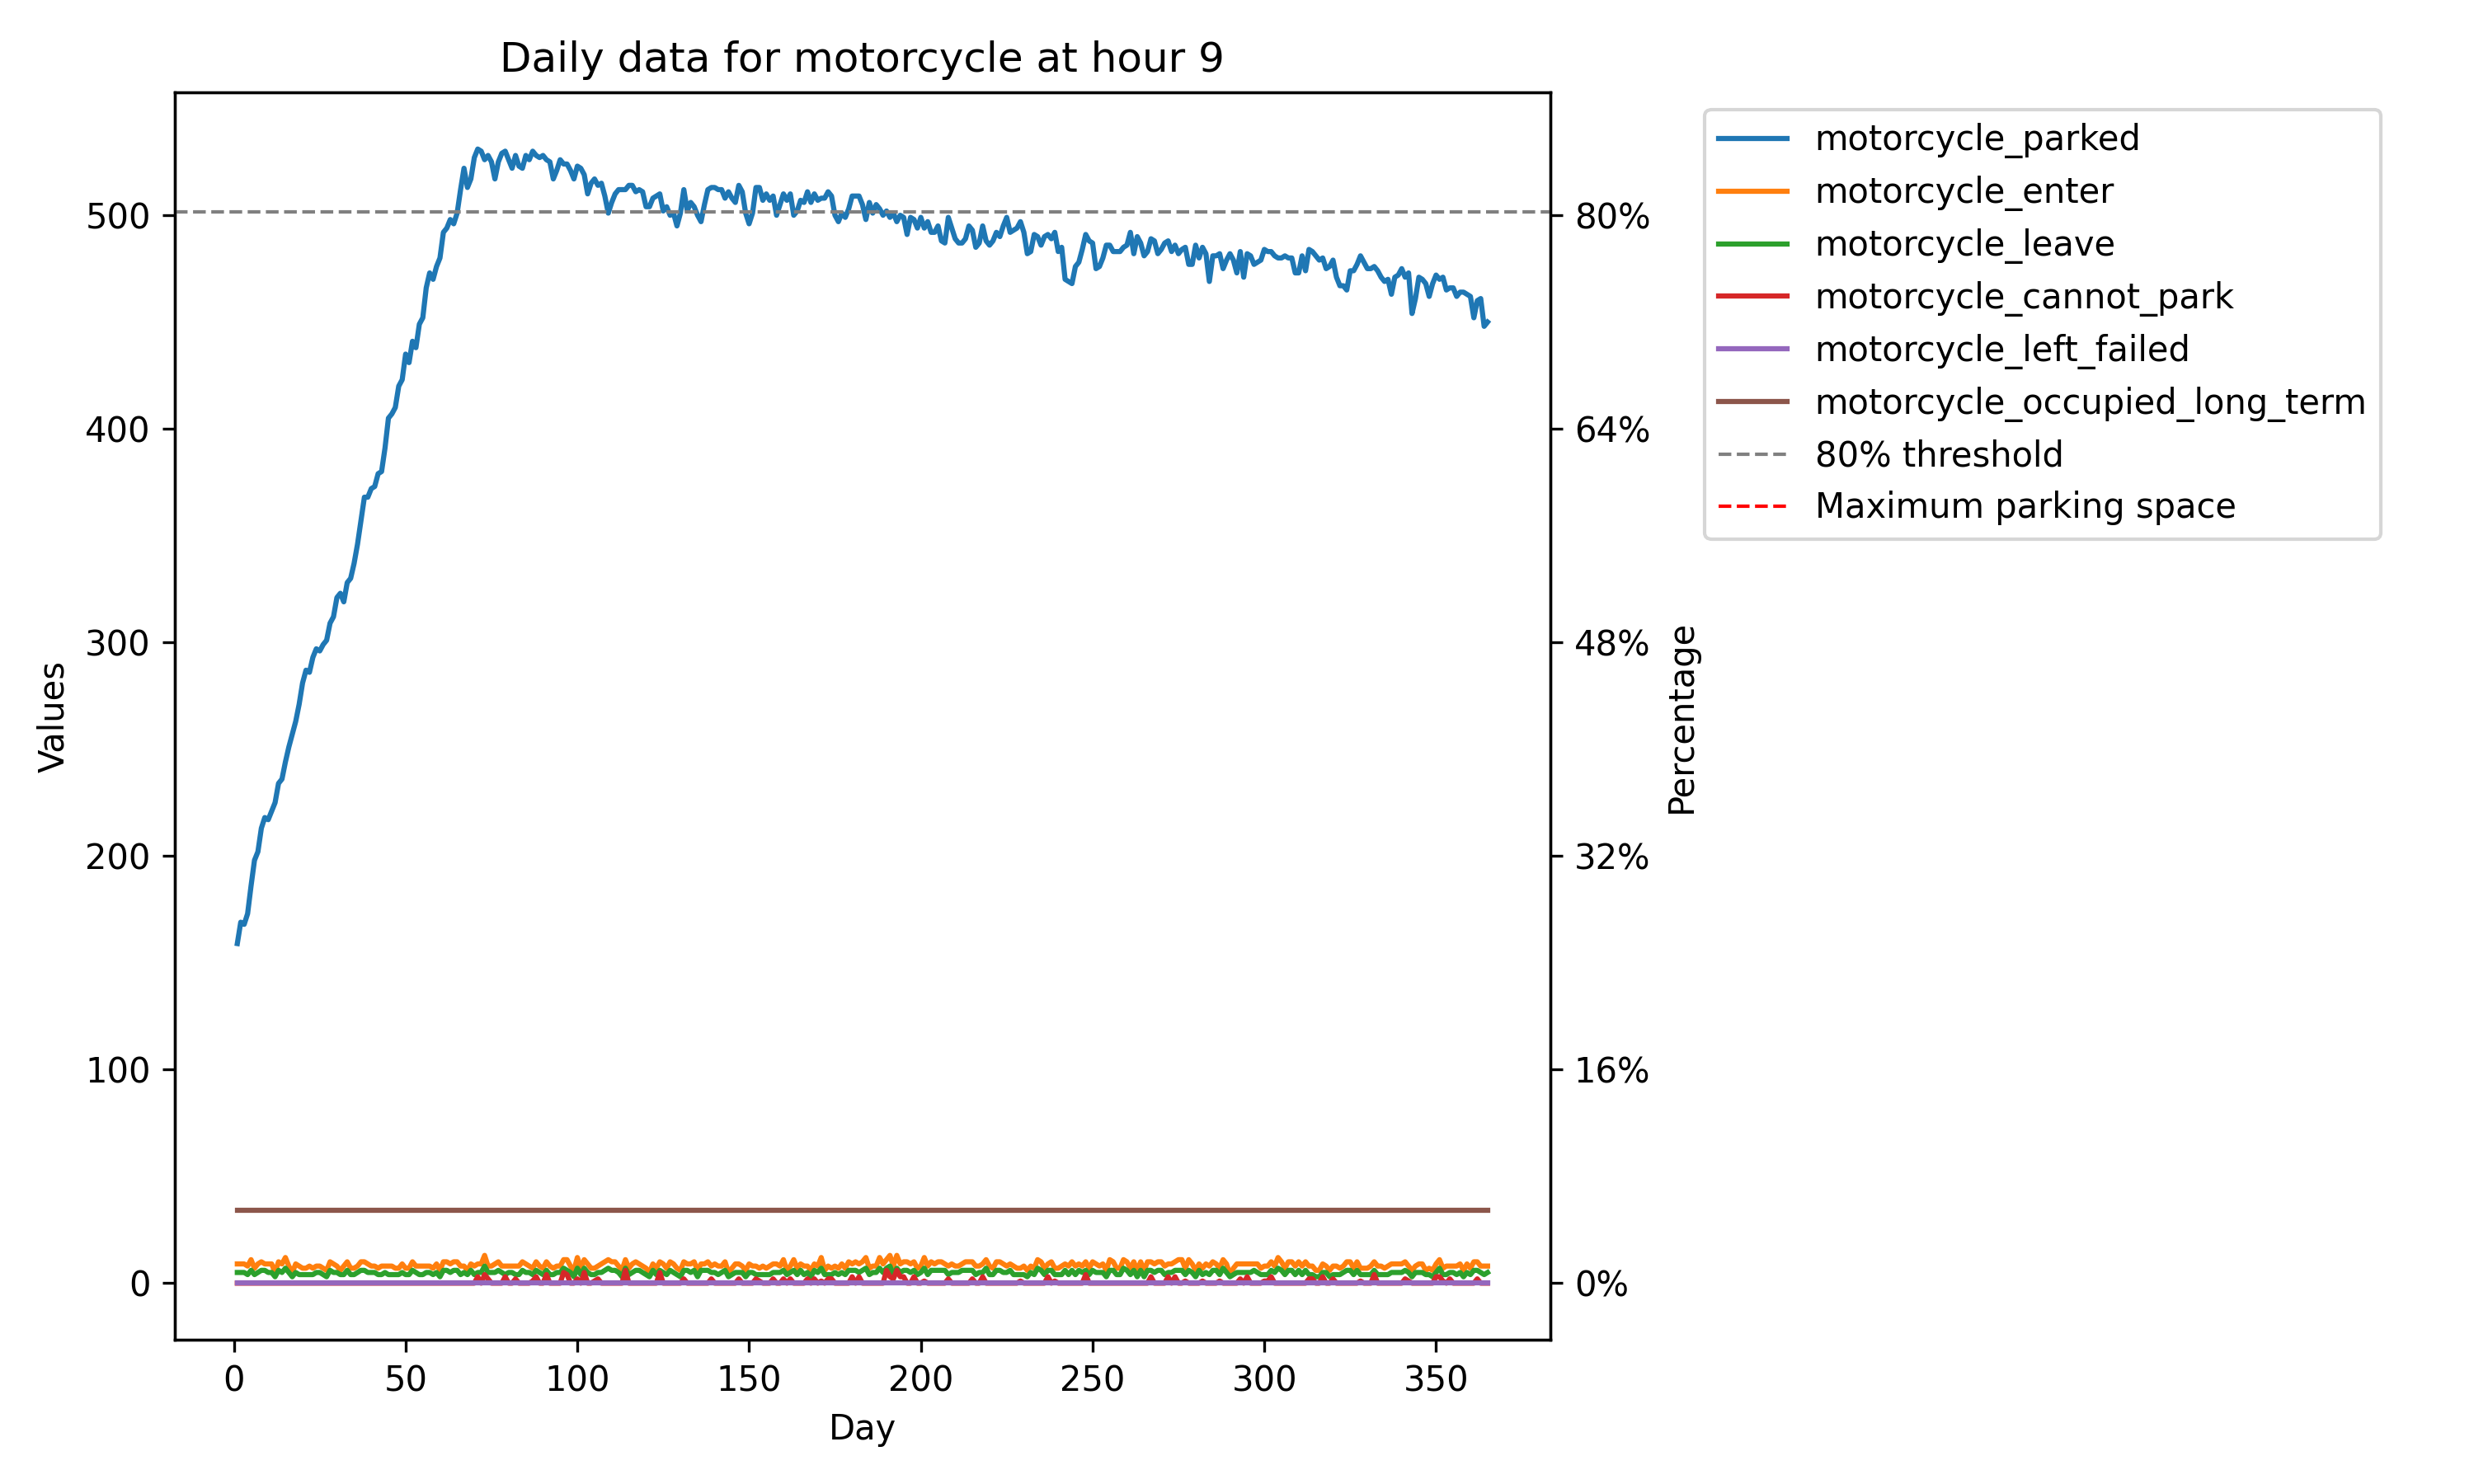 Daily data for motorcycle at hour 9
Values
500
400
300
200
100
0
0 50 100 150 200 250 300 350
Day
80%
64%
48%
32%
16%
0%
Percentage
motorcycle_parked
motorcycle_enter
motorcycle_leave
motorcycle_cannot_park
motorcycle_left_failed
motorcycle_occupied_long_term
80% threshold
Maximum parking space